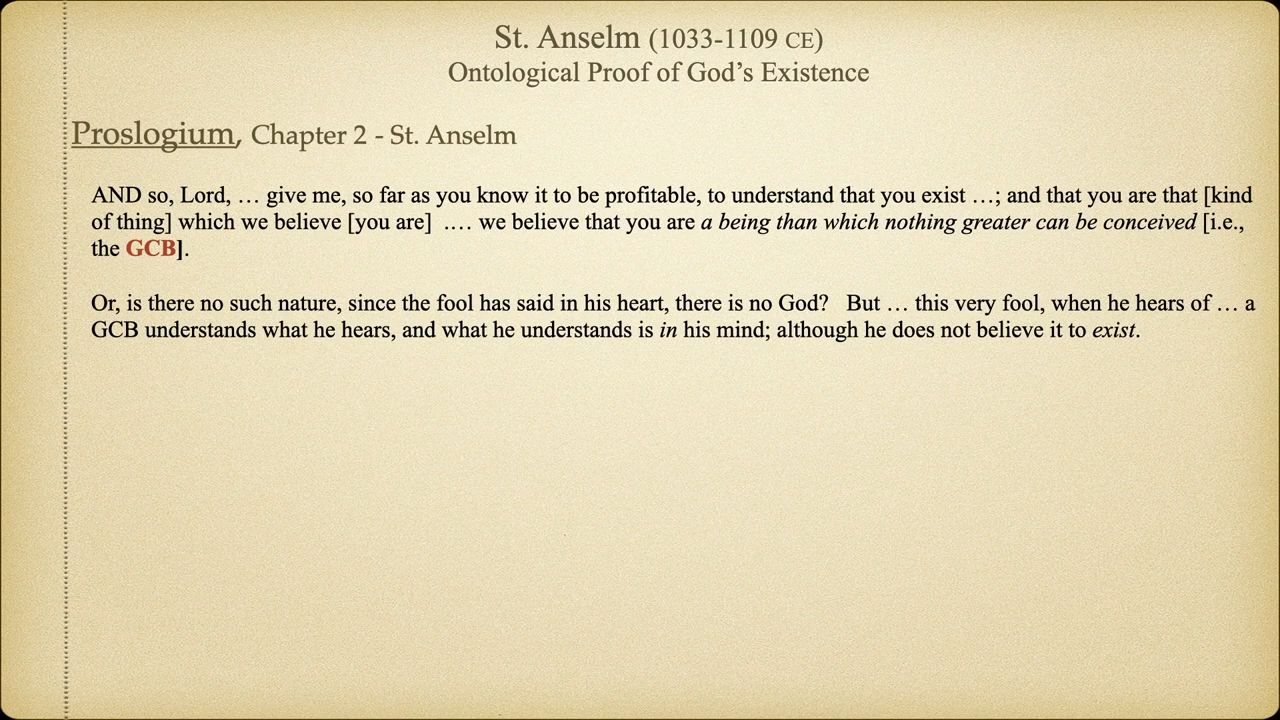 St. Anselm (1033-1109 CE)
Ontological Proof of God’s Existence
Proslogium, Chapter 2 - St. Anselm
AND so, Lord, … give me, so far as you know it to be profitable, to understand that you exist …; and that you are that [kind
of thing] which we believe [you are] …. we believe that you are a being than which nothing greater can be conceived [i.e.,
the GCB].
Or, is there no such nature, since the fool has said in his heart, there is no God? But … this very fool, when he hears of … a
GCB understands what he hears, and what he understands is in his mind; although he does not believe it to exist.